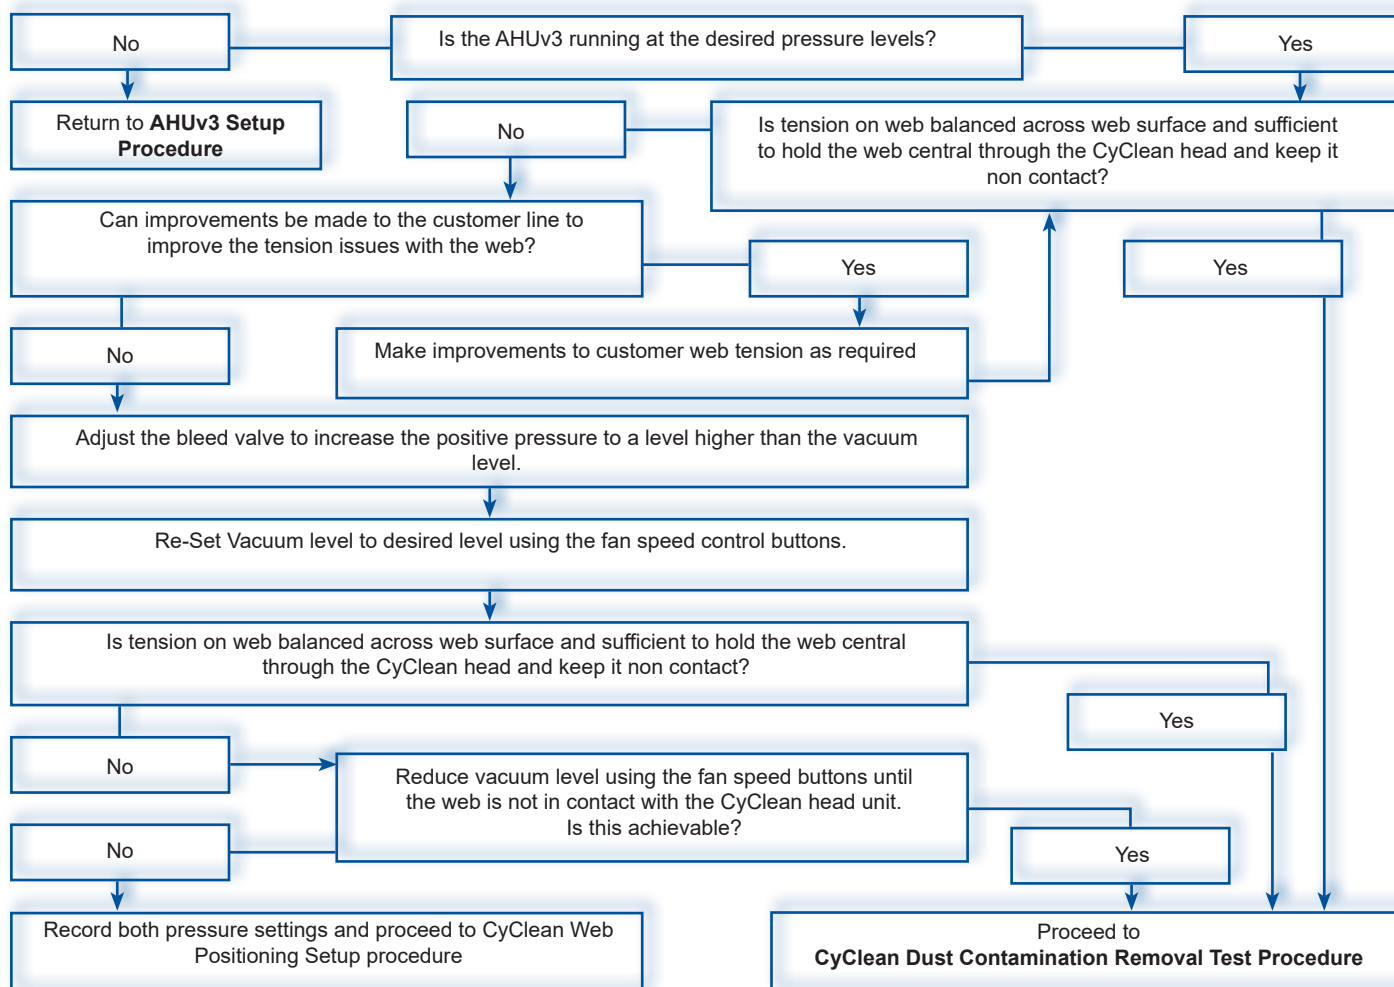 No
Is the AHUv3 running at the desired pressure levels?
Yes
Return to AHUv3 Setup
Procedure
No
Is tension on web balanced across web surface and sufficient
to hold the web central through the CyClean head and keep it
non contact?
Can improvements be made to the customer line to
improve the tension issues with the web?
Yes
Yes
No
Make improvements to customer web tension as required
Adjust the bleed valve to increase the positive pressure to a level higher than the vacuum
level.
Re-Set Vacuum level to desired level using the fan speed control buttons.
Is tension on web balanced across web surface and sufficient to hold the web central
through the CyClean head and keep it non contact?
Yes
No
Reduce vacuum level using the fan speed buttons until
the web is not in contact with the CyClean head unit.
Is this achievable?
No
Yes
Record both pressure settings and proceed to CyClean Web
Positioning Setup procedure
Proceed to
CyClean Dust Contamination Removal Test Procedure